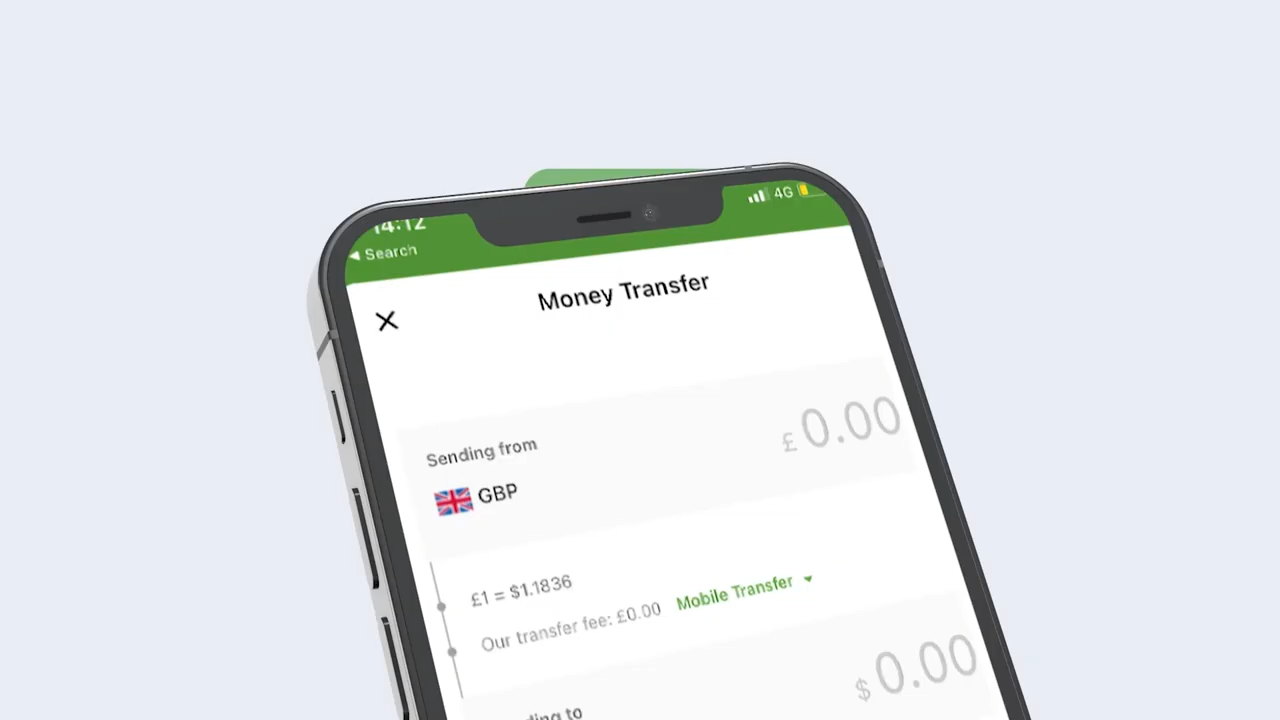 14:12
4G
◀ Search
Money Transfer
Sending from
£ 0.00
GBP
£1 = $1.1836
Our transfer fee: £0.00 Mobile Transfer
$ 0.00
to